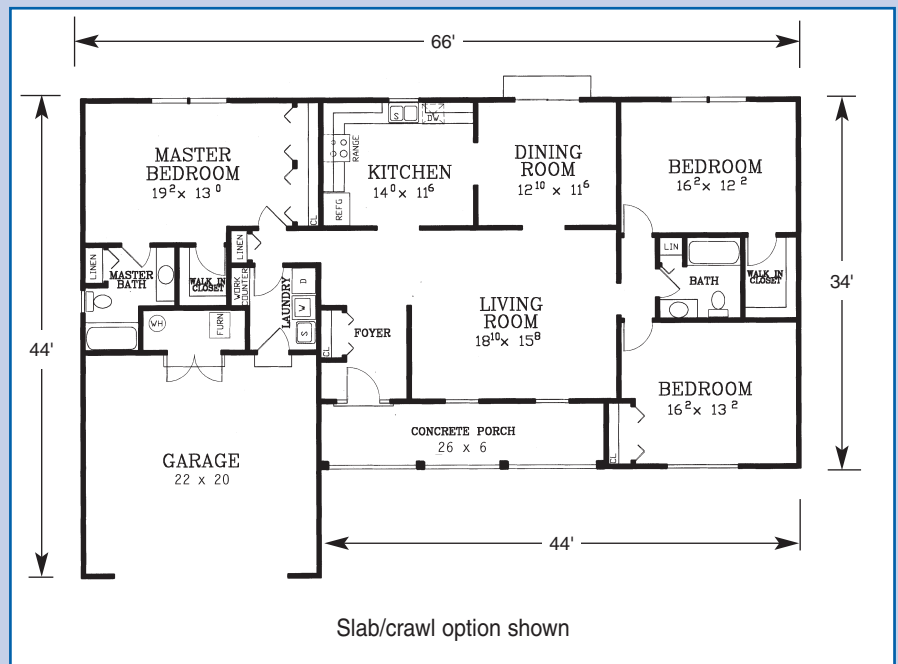 66'
MASTER
BEDROOM
19² x 13⁰
CL
S
DW
RANGE
REFG
KITCHEN
14⁰ x 11⁶
DINING
ROOM
12¹⁰ x 11⁶
BEDROOM
16² x 12²
34'
44'
LINEN
MASTER
BATH
WALK IN
CLOSET
LINEN
WORK
COUNTER
LAUNDRY
D
W
S
WH
FURN
CL
FOYER
LIVING
ROOM
18¹⁰ x 15⁸
LIN
BATH
WALK IN
CLOSET
BEDROOM
16² x 13²
CL
CONCRETE PORCH
26 x 6
GARAGE
22 x 20
44'
Slab/crawl option shown